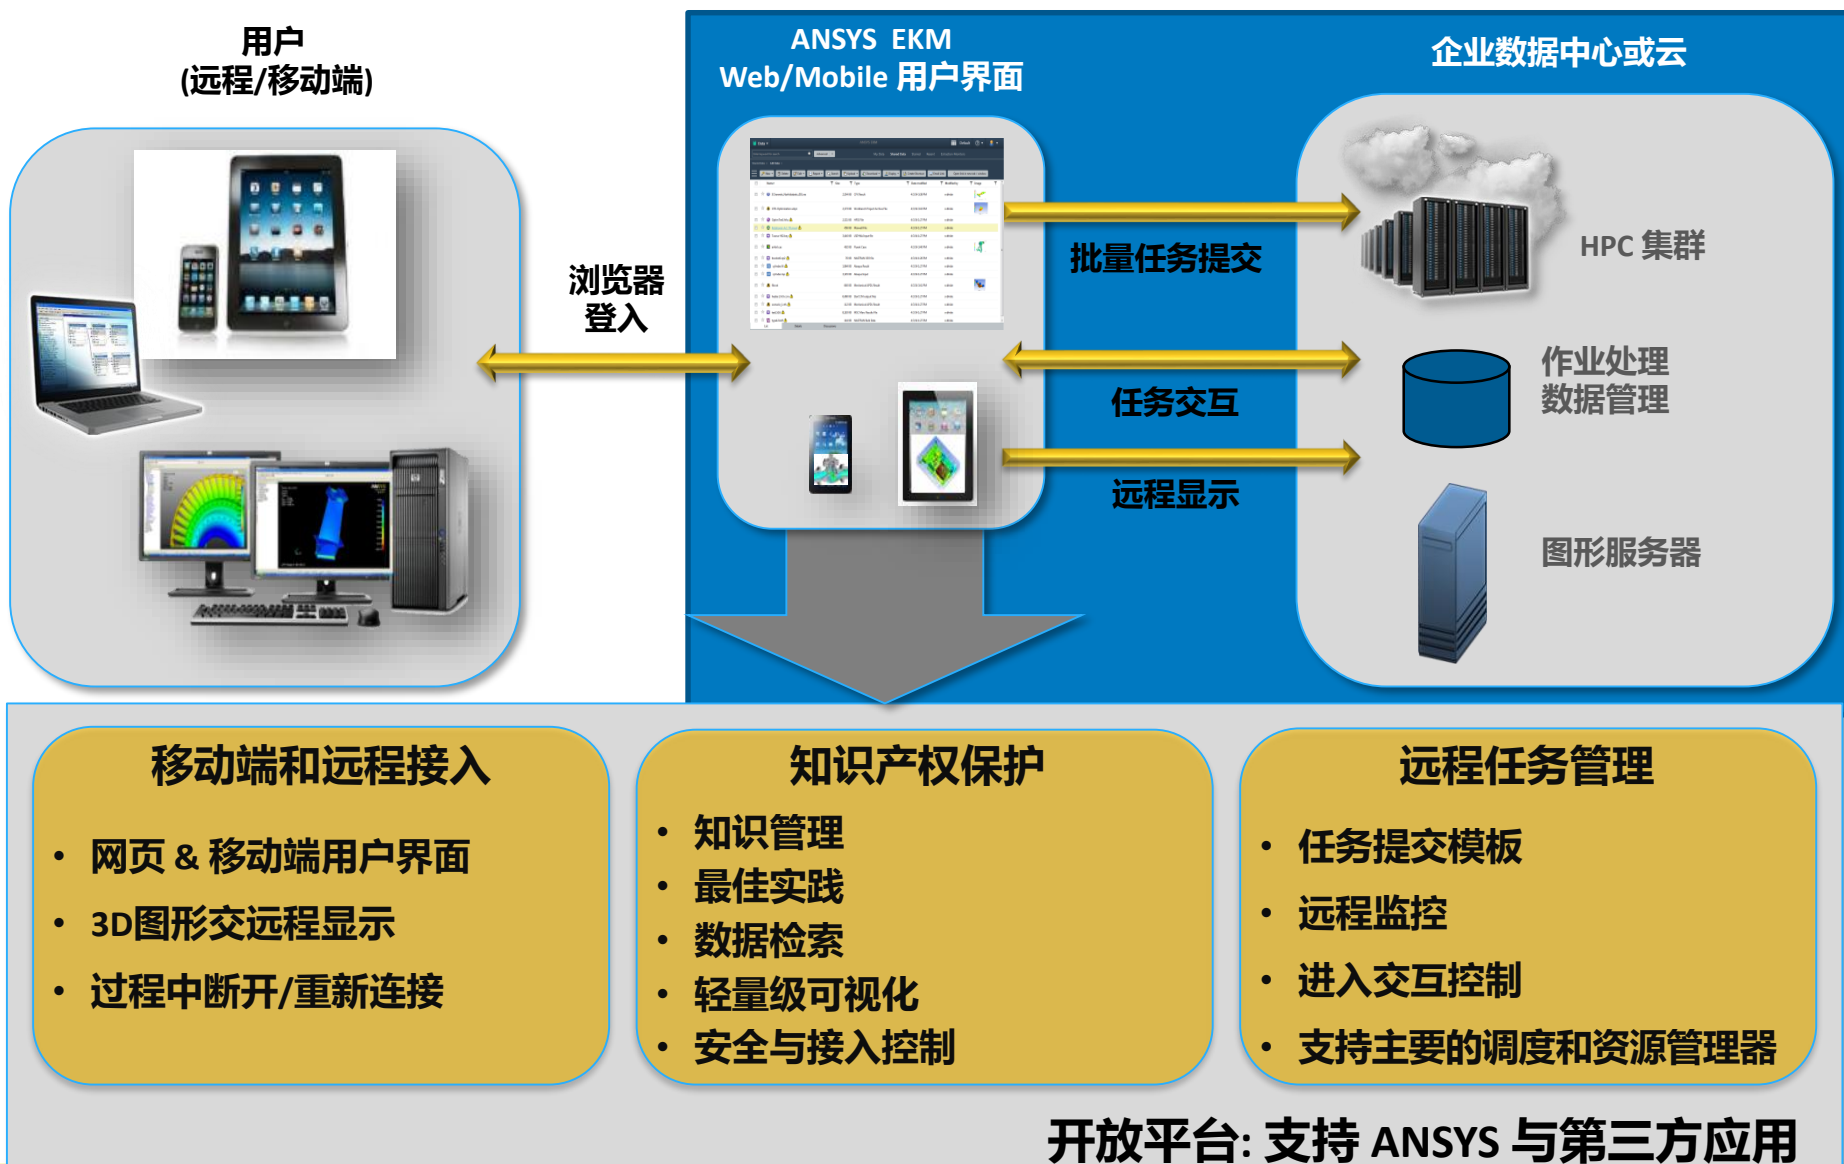 用户
(远程/移动端)
ANSYS EKM
Web/Mobile 用户界面
企业数据中心或云
浏览器
登入
批量任务提交
任务交互
远程显示
HPC 集群
作业处理
数据管理
图形服务器
移动端和远程接入
• 网页 & 移动端用户界面
• 3D图形交远程显示
• 过程中断开/重新连接
知识产权保护
• 知识管理
• 最佳实践
• 数据检索
• 轻量级可视化
• 安全与接入控制
远程任务管理
• 任务提交模板
• 远程监控
• 进入交互控制
• 支持主要的调度和资源管理器
开放平台: 支持 ANSYS 与第三方应用